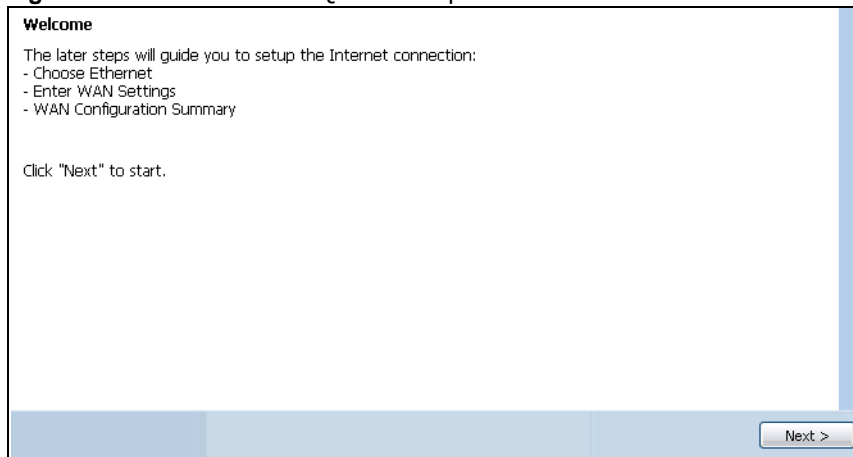 Welcome
The later steps will guide you to setup the Internet connection:
- Choose Ethernet
- Enter WAN Settings
- WAN Configuration Summary
Click "Next" to start.
Next >